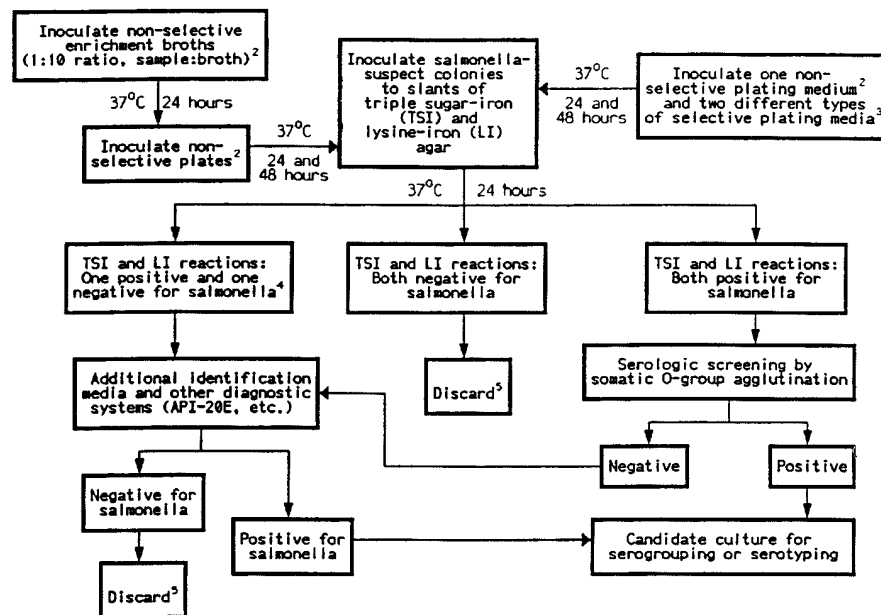 Inoculate non-selective
enrichment broths
(1:10 ratio, sample:broth)²
37°C
24 hours
Inoculate non-
selective plates²
37°C
24 and
48 hours
Inoculate salmonella-
suspect colonies
to slants of
triple sugar-iron
(TSI) and
lysine-iron (LI)
agar
37°C
24 and
48 hours
Inoculate one non-
selective plating medium²
and two different types
of selective plating media³
37°C
24 hours
TSI and LI reactions:
One positive and one
negative for salmonella⁴
TSI and LI reactions:
Both negative for
salmonella
TSI and LI reactions:
Both positive for
salmonella
Additional identification
media and other diagnostic
systems (API-20E, etc.)
Discard⁵
Serologic screening by
somatic O-group agglutination
Negative
Positive
Negative for
salmonella
Positive for
salmonella
Candidate culture for
serogrouping or serotyping
Discard⁵